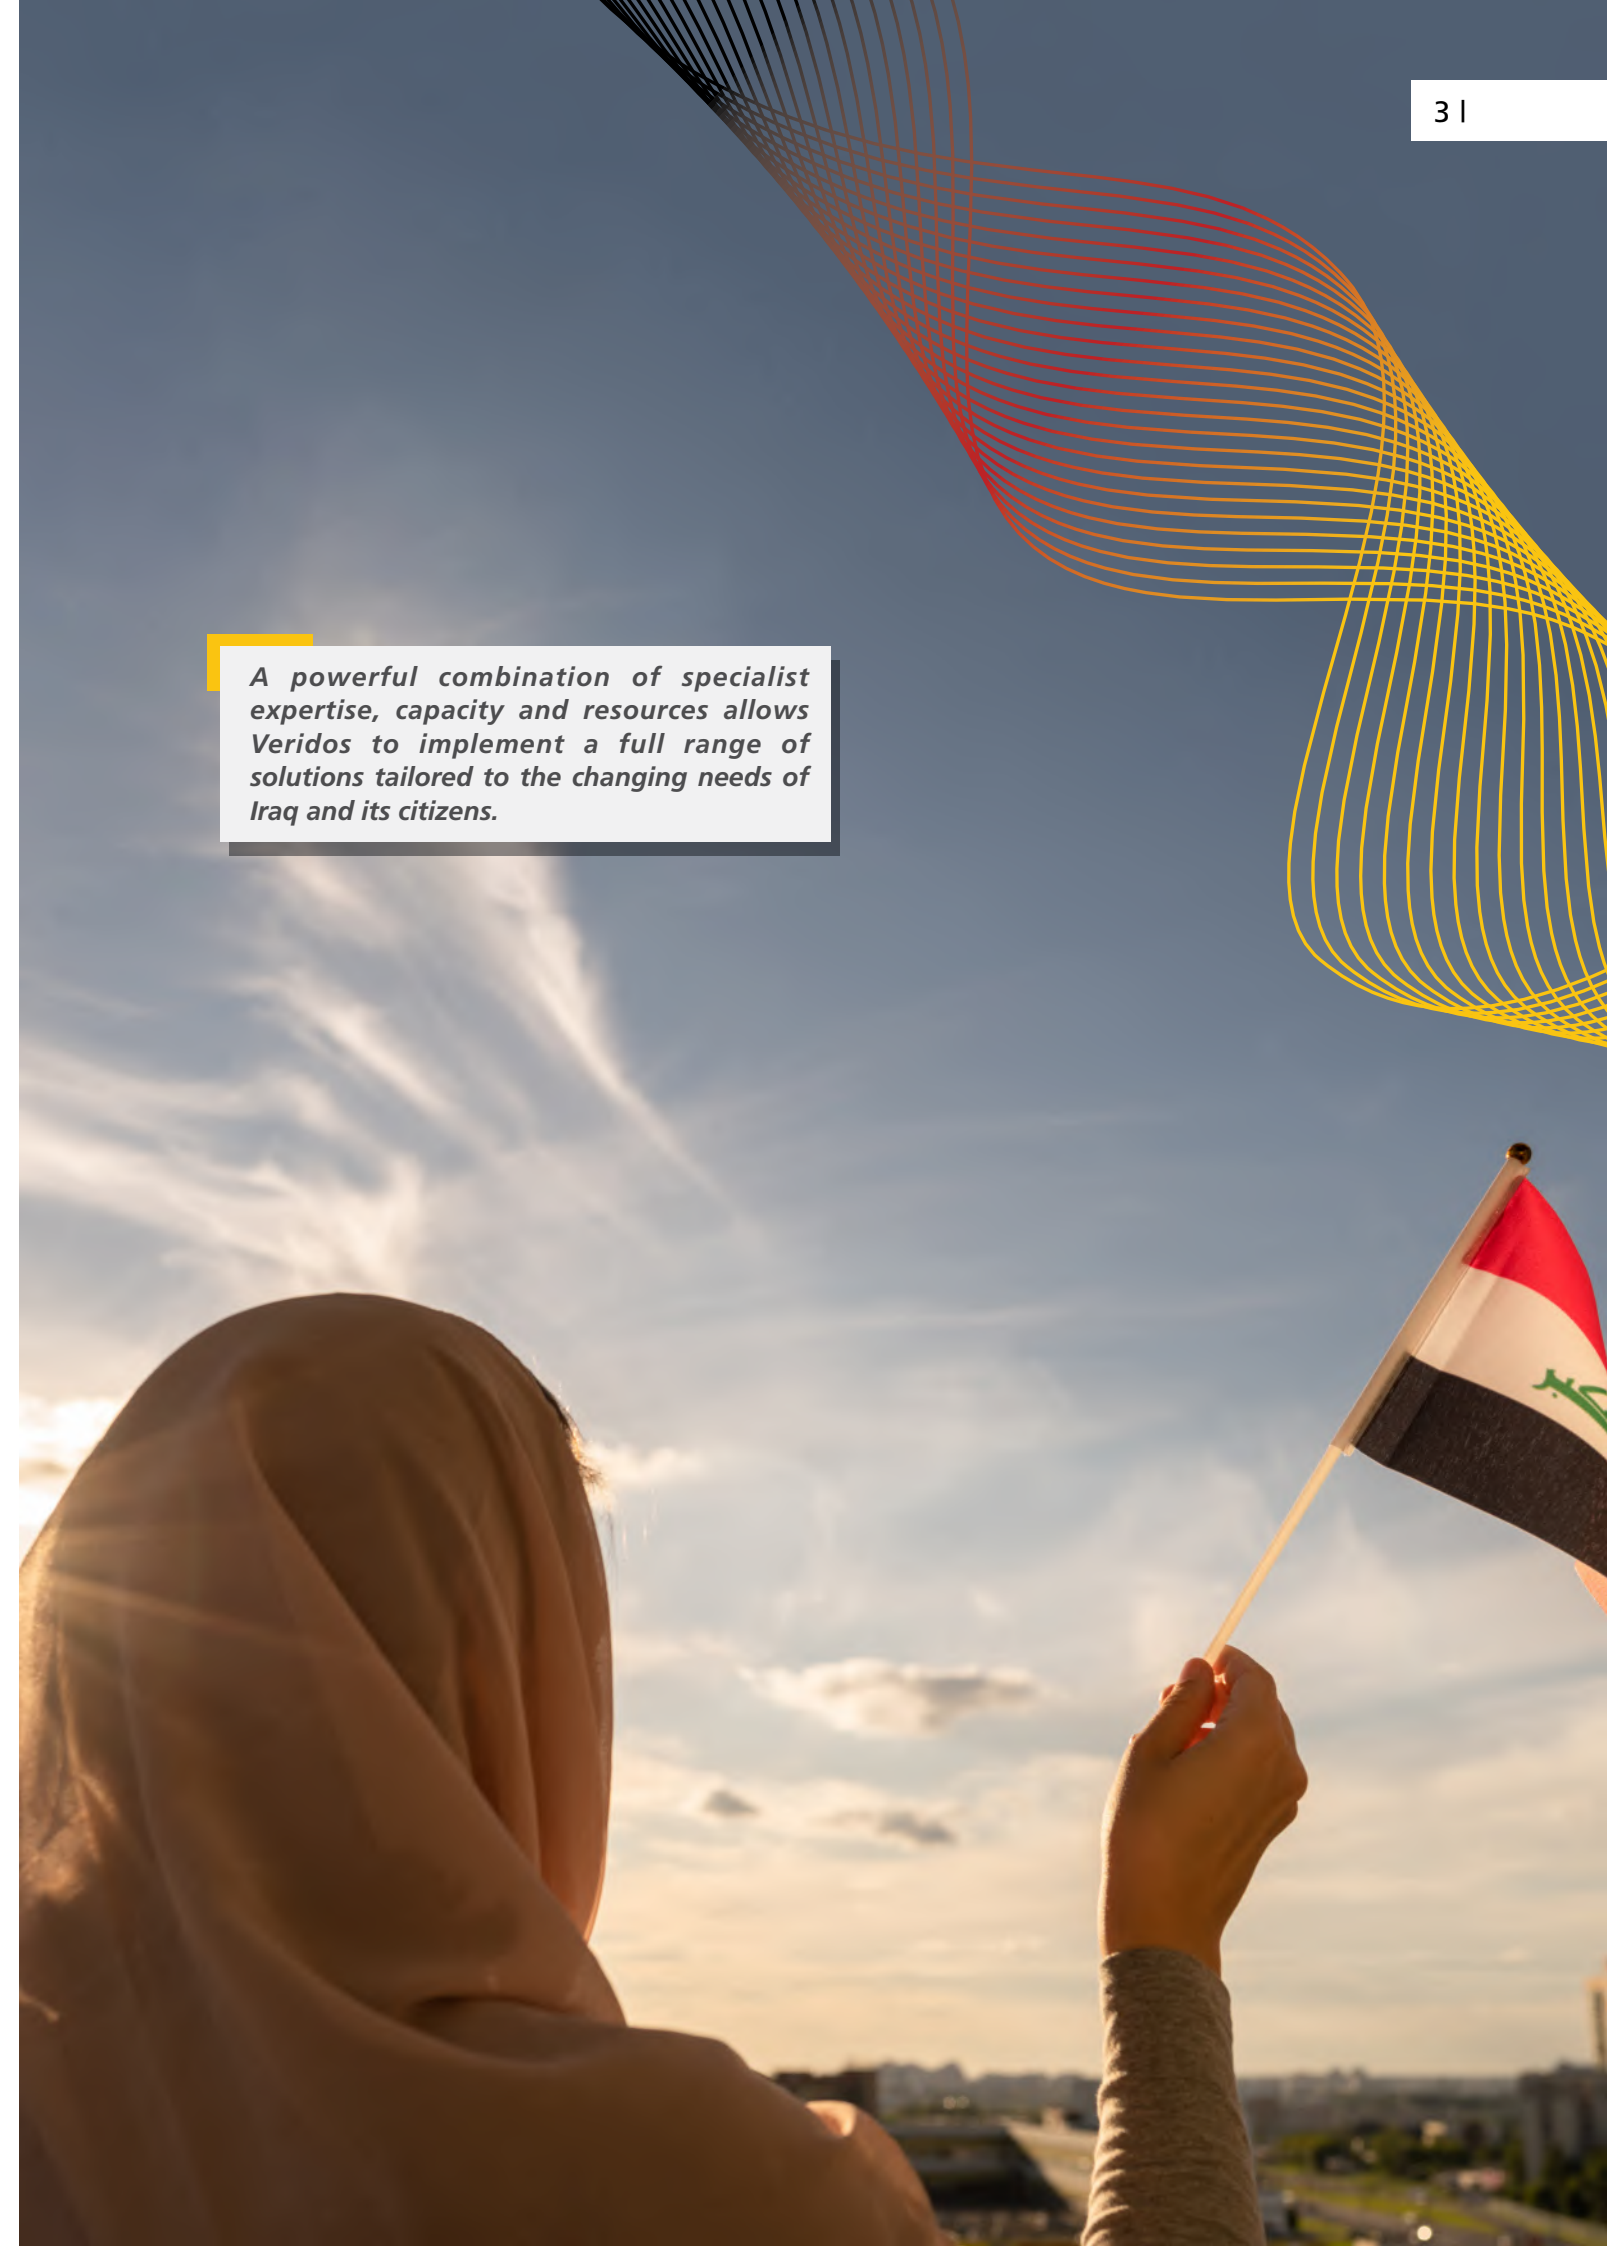 3 |
A powerful combination of specialist
expertise, capacity and resources allows
Veridos to implement a full range of
solutions tailored to the changing needs of
Iraq and its citizens.